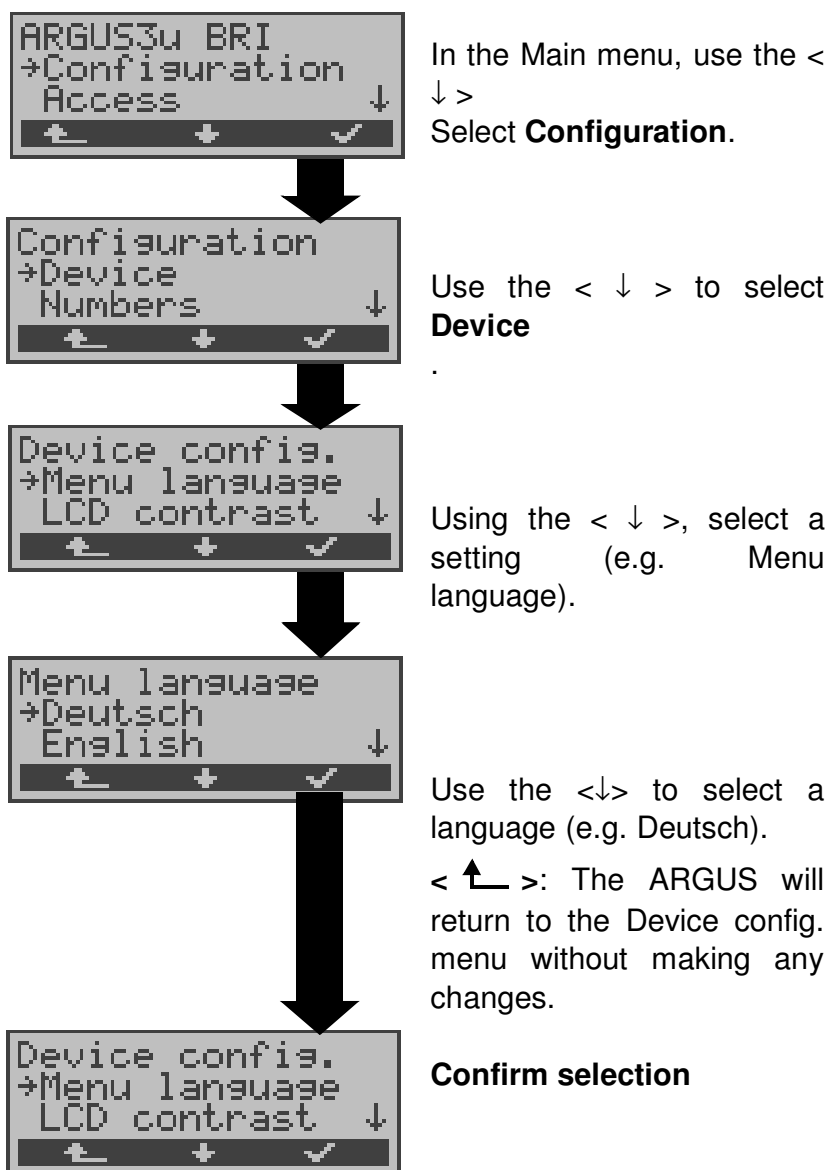 ARGUS3u BRI
→Configuration
Access ↓
In the Main menu, use the <
↓ >
Select Configuration.
Configuration
→Device
Numbers ↓
Use the < ↓ > to select
Device
.
Device config.
→Menu language
LCD contrast ↓
Using the < ↓ >, select a
setting (e.g. Menu
language).
Menu language
→Deutsch
English ↓
Use the <↓> to select a
language (e.g. Deutsch).
< ↑ >: The ARGUS will
return to the Device config.
menu without making any
changes.
Device config.
→Menu language
LCD contrast ↓
Confirm selection